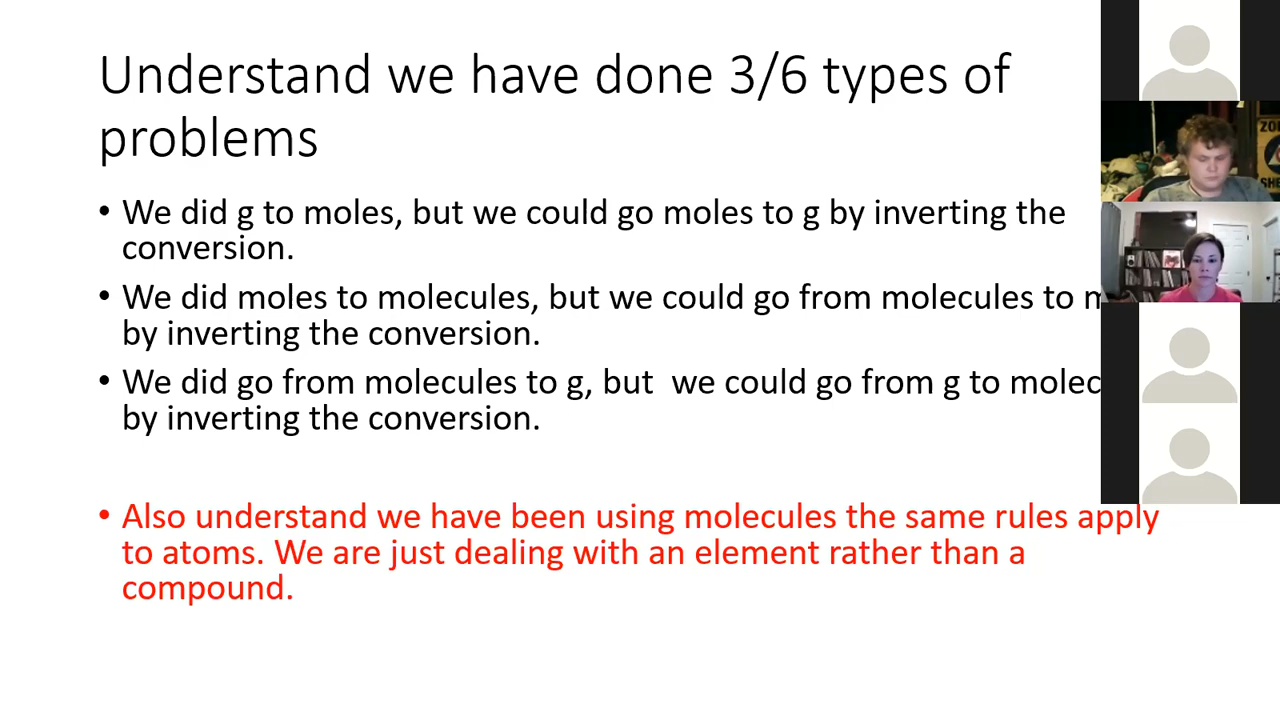 Understand we have done 3/6 types of
problems
• We did g to moles, but we could go moles to g by inverting the
conversion.
• We did moles to molecules, but we could go from molecules to
by inverting the conversion.
• We did go from molecules to g, but we could go from g to
by inverting the conversion.
• Also understand we have been using molecules the same rules apply
to atoms. We are just dealing with an element rather than a
compound.